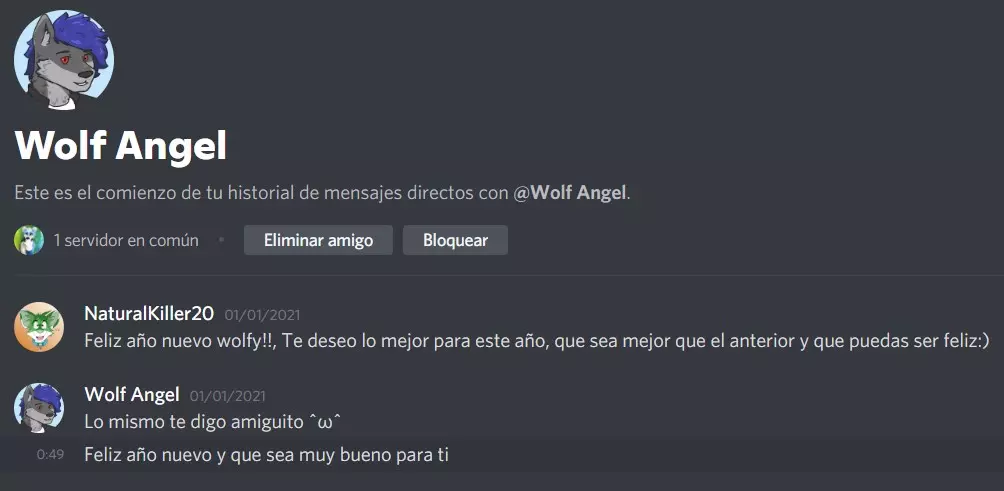 Wolf Angel
Este es el comienzo de tu historial de mensajes directos con @Wolf Angel.
1 servidor en común • Eliminar amigo Bloquear
NaturalKiller20 01/01/2021
Feliz año nuevo wolfy!!, Te deseo lo mejor para este año, que sea mejor que el anterior y que puedas ser feliz:)
Wolf Angel 01/01/2021
Lo mismo te digo amiguito ˆωˆ
0:49 Feliz año nuevo y que sea muy bueno para ti